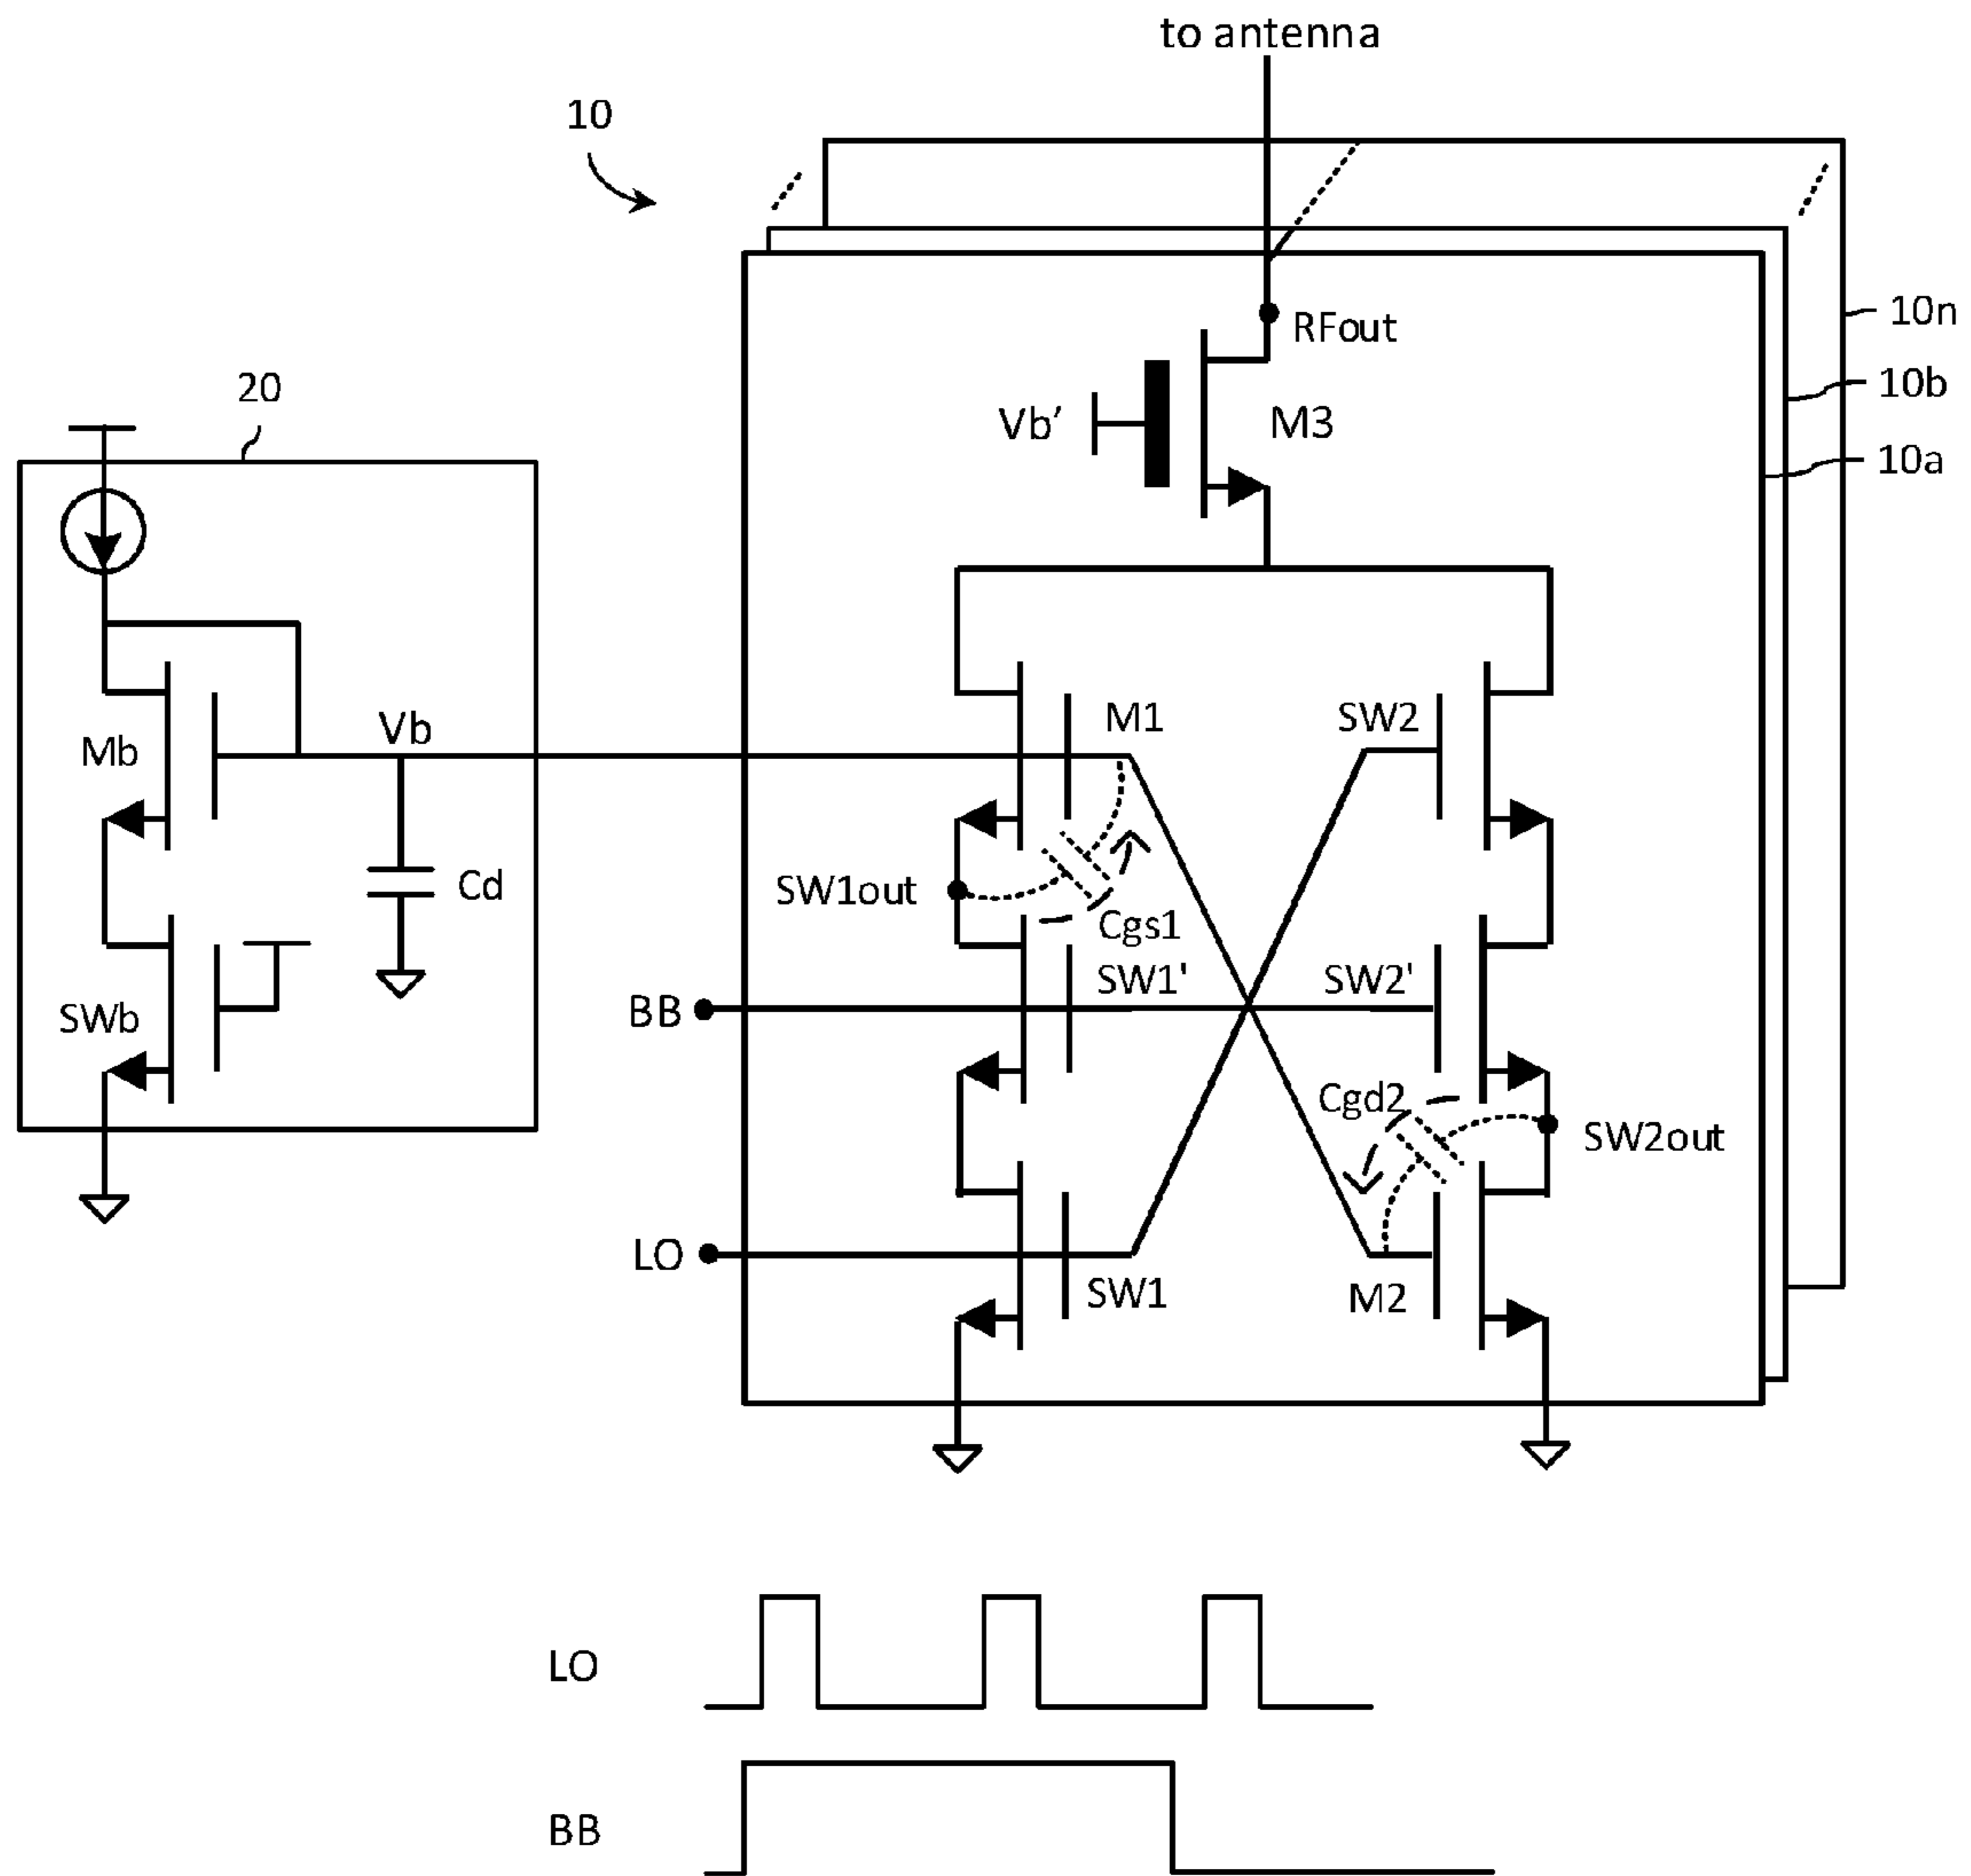 to antenna
10
RFout
10n
20
Vb’
M3
10b
10a
Mb
Vb
M1
SW2
Cd
SW1out
Cgs1
SWb
SW1'
SW2'
BB
Cgd2
SW2out
LO
SW1
M2
LO
BB